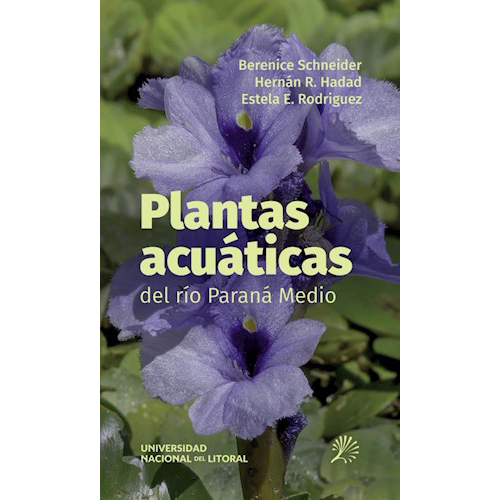 Berenice Schneider
Hernán R. Hadad
Estela E. Rodriguez
Plantas
acuáticas
del río Paraná Medio
UNIVERSIDAD
NACIONAL DEL LITORAL